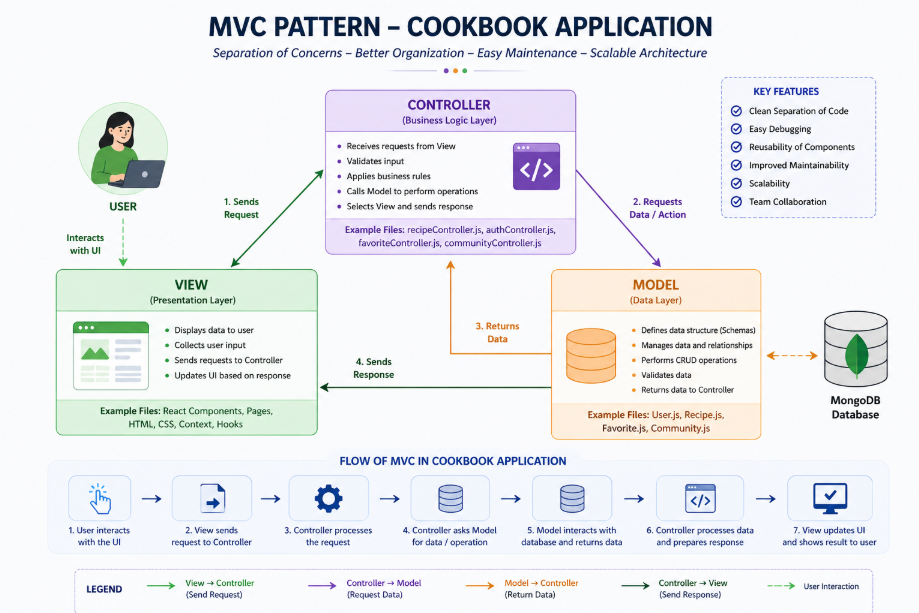 MVC PATTERN – COOKBOOK APPLICATION
Separation of Concerns – Better Organization – Easy Maintenance – Scalable Architecture
CONTROLLER
(Business Logic Layer)
Receives requests from View
Validates input
Applies business rules
Calls Model to perform operations
Selects View and sends response
Example Files: recipeController.js, authController.js,
favoriteController.js, communityController.js
KEY FEATURES
Clean Separation of Code
Easy Debugging
Reusability of Components
Improved Maintainability
Scalability
Team Collaboration
USER
Interacts
with UI
1. Sends
Request
2. Requests
Data / Action
VIEW
(Presentation Layer)
Displays data to user
Collects user input
Sends requests to Controller
Updates UI based on response
Example Files: React Components, Pages,
HTML, CSS, Context, Hooks
3. Returns
Data
4. Sends
Response
MODEL
(Data Layer)
Defines data structure (Schemas)
Manages data and relationships
Performs CRUD operations
Validates data
Returns data to Controller
Example Files: User.js, Recipe.js,
Favorite.js, Community.js
MongoDB
Database
FLOW OF MVC IN COOKBOOK APPLICATION
1. User interacts
with the UI
2. View sends
request to Controller
3. Controller processes
the request
4. Controller asks Model
for data / operation
5. Model interacts with
database and returns data
6. Controller processes data
and prepares response
7. View updates UI
and shows result to user
LEGEND
View → Controller
(Send Request)
Controller → Model
(Request Data)
Model → Controller
(Return Data)
Controller → View
(Send Response)
User Interaction